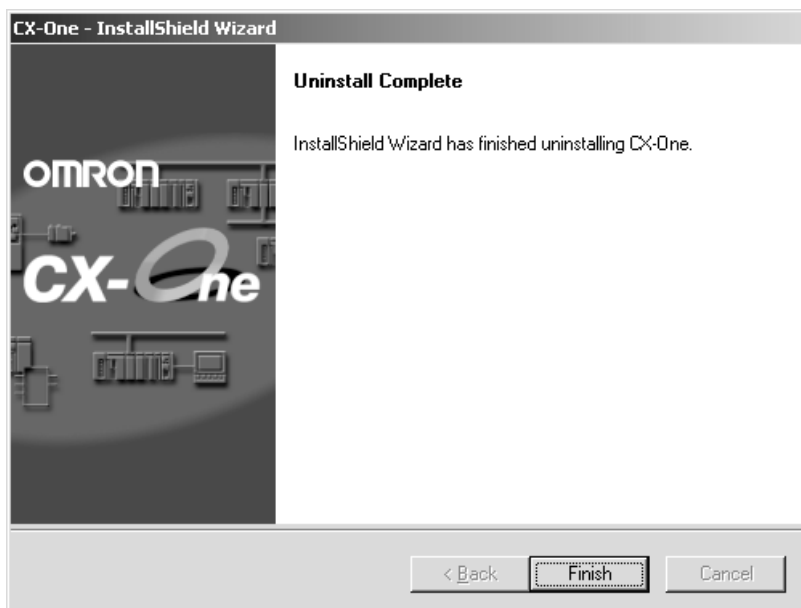 CX-One - InstallShield Wizard
Uninstall Complete
InstallShield Wizard has finished uninstalling CX-One.
OMRON
CX-One
< Back
Finish
Cancel